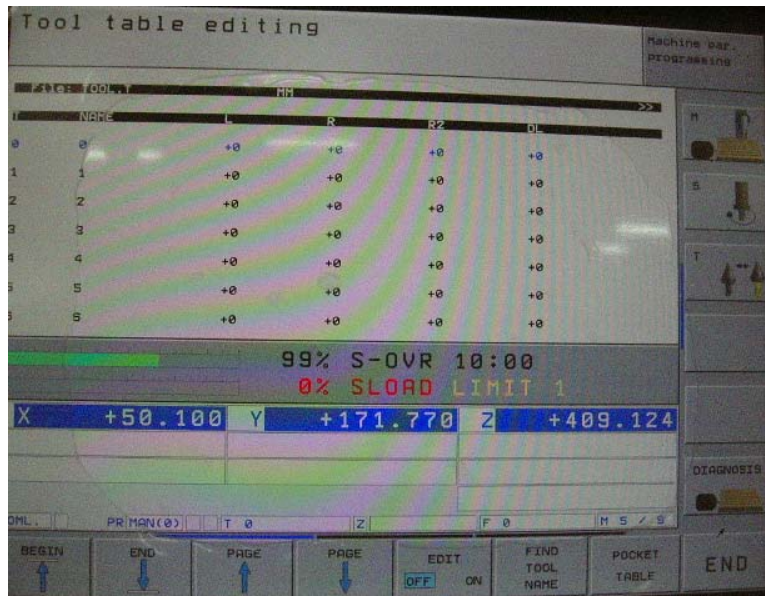 Tool table editing
Machine par.
programming
File: TOOL.T MM >>
T NAME L R R2 DL
0 0 +0 +0 +0 +0
1 1 +0 +0 +0 +0
2 2 +0 +0 +0 +0
3 3 +0 +0 +0 +0
4 4 +0 +0 +0 +0
5 5 +0 +0 +0 +0
6 +0 +0 +0 +0
M
S
T
99% S-OVR 10:00
0% SLOAD LIMIT 1
X +50.100 Y +171.770 Z +409.124
DIAGNOSIS
PR MAN(0) T 0 Z F 0 M 5 / 9
BEGIN
END
PAGE
PAGE
EDIT
OFF ON
FIND
TOOL
NAME
POCKET
TABLE
END